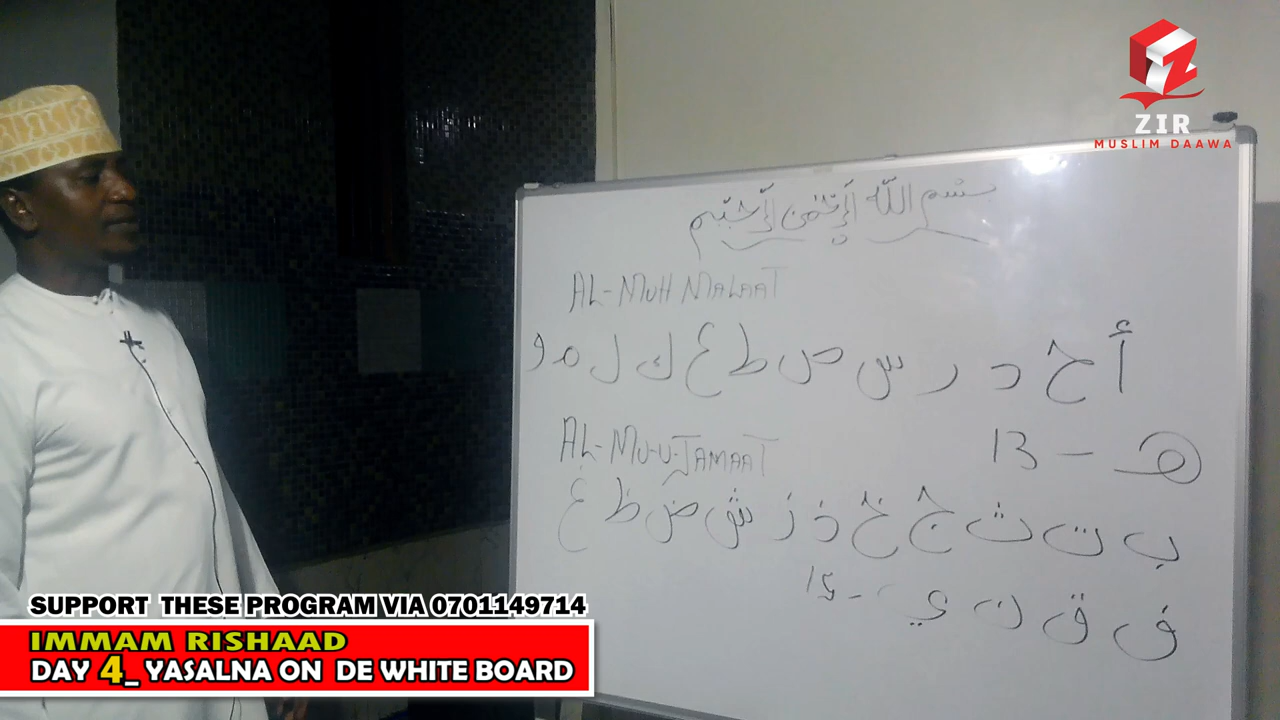 ZIR
MUSLIM DAAWA
بسم الله الرحمن الرحيم
AL-MUH MALAAT
أ ح د ر س ص ط ع ك ل م و
ھ - 13
AL-MU-U-JAMAAT
ب ت ث ج خ ذ ز ش ض ظ غ
ف ق ن ي - 15
SUPPORT THESE PROGRAM VIA 0701149714
IMMAM RISHAAD
DAY 4_ YASALNA ON DE WHITE BOARD